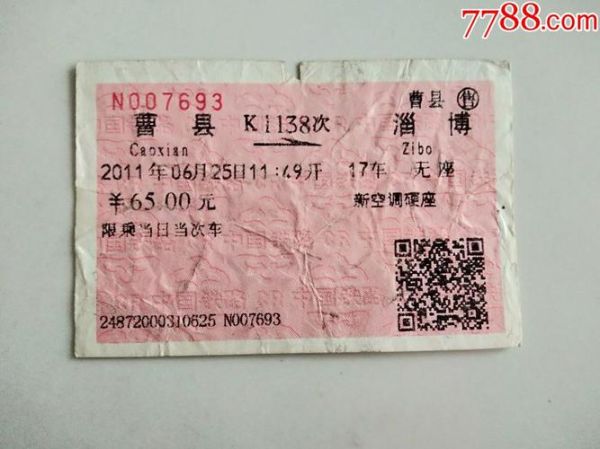 7788.com
N007693 曹县 售
曹县 K1138次 淄博
Caoxian Zibo
2011年06月25日11:49开 17车 无座
¥65.00元 新空调硬座
限乘当日当次车
24872000310625 N007693